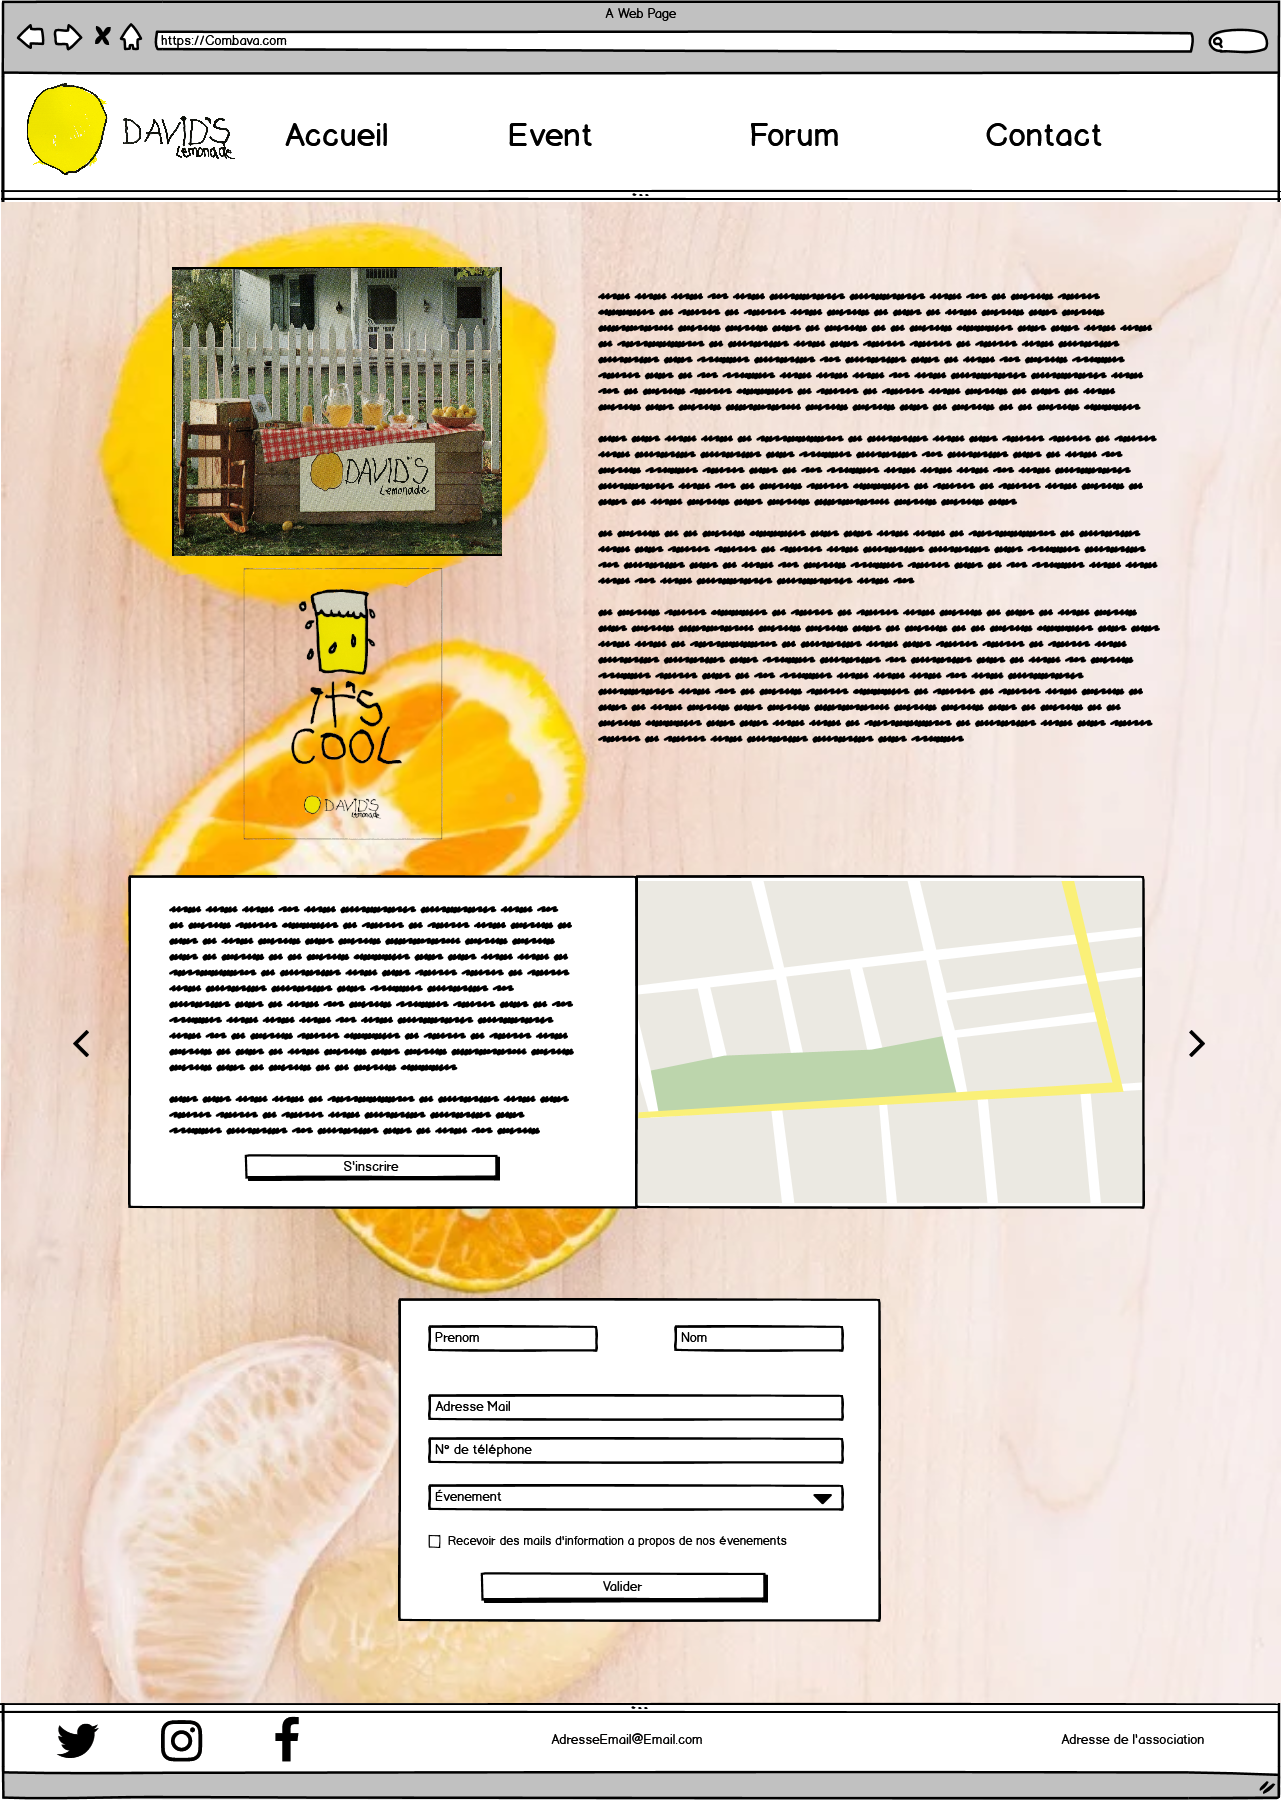 A Web Page
https://Combava.com
DAVID'S
Lemonade
Accueil
Event
Forum
Contact
DAVID'S
Lemonade
IT'S
COOL
DAVID'S
Lemonade
S'inscrire
Prenom
Nom
Adresse Mail
N° de téléphone
Évenement
Recevoir des mails d'information a propos de nos évenements
Valider
AdresseEmail@Email.com
Adresse de l'association